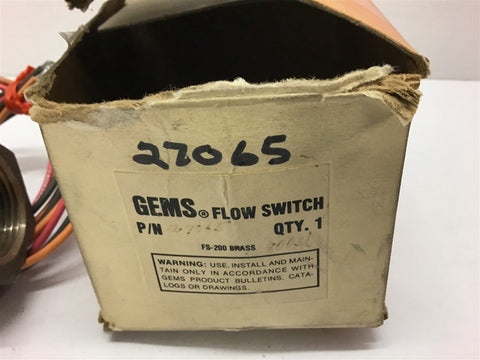 27065
GEMS® FLOW SWITCH
P/N QTY. 1
FS-200 BRASS
WARNING: USE, INSTALL AND MAIN-
TAIN ONLY IN ACCORDANCE WITH
GEMS PRODUCT BULLETINS, CATA-
LOGS OR DRAWINGS.